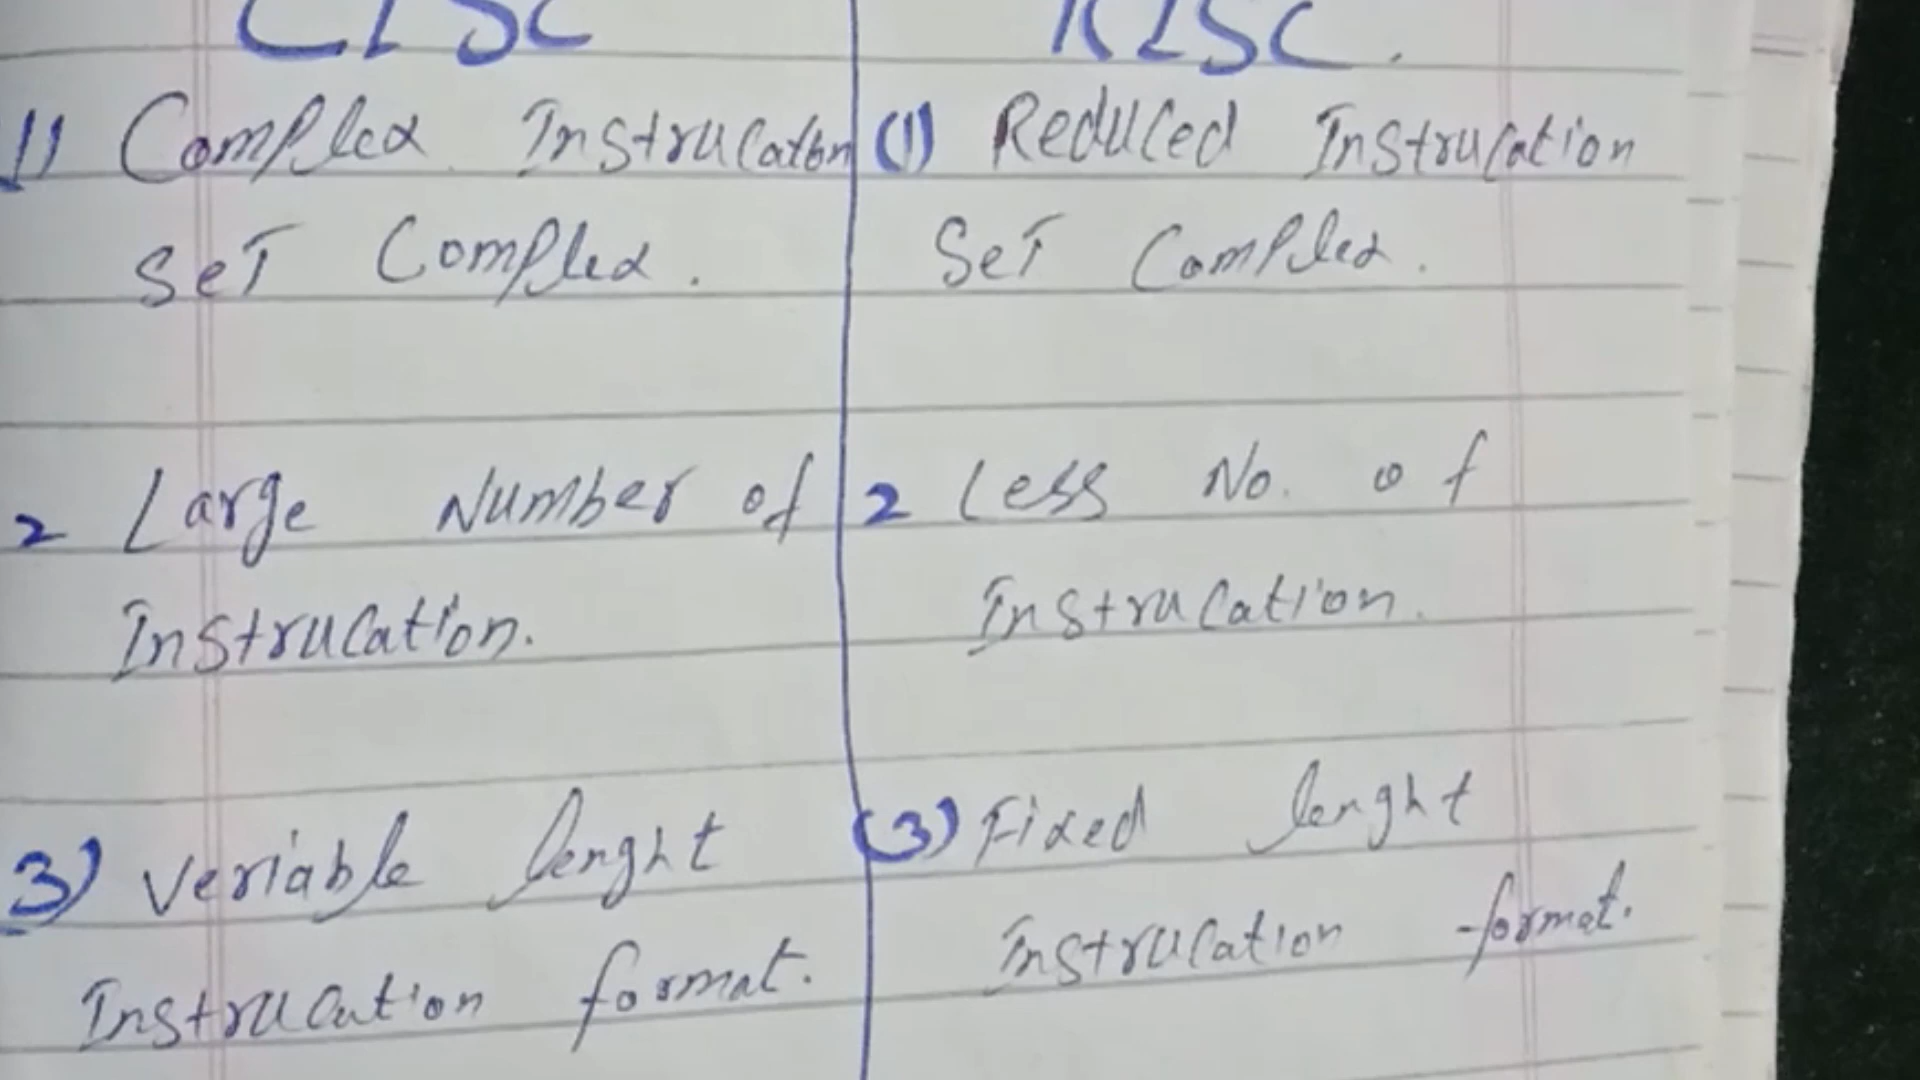 CISC
RISC.
1) Complex Instrucation
Set Complex.
2 Large Number of
Instrucation.
3) Veriable lenght
Instrucation format.
(1) Reduced Instrucation
Set Complex.
2 Less No. of
Instrucation.
(3) Fixed lenght
Instrucation format.